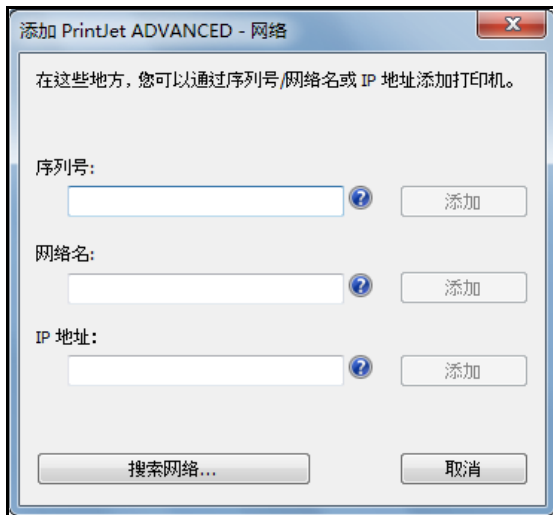 添加 PrintJet ADVANCED - 网络
在这些地方，您可以通过序列号/网络名或 IP 地址添加打印机。
序列号:
添加
网络名:
添加
IP 地址:
添加
搜索网络...
取消